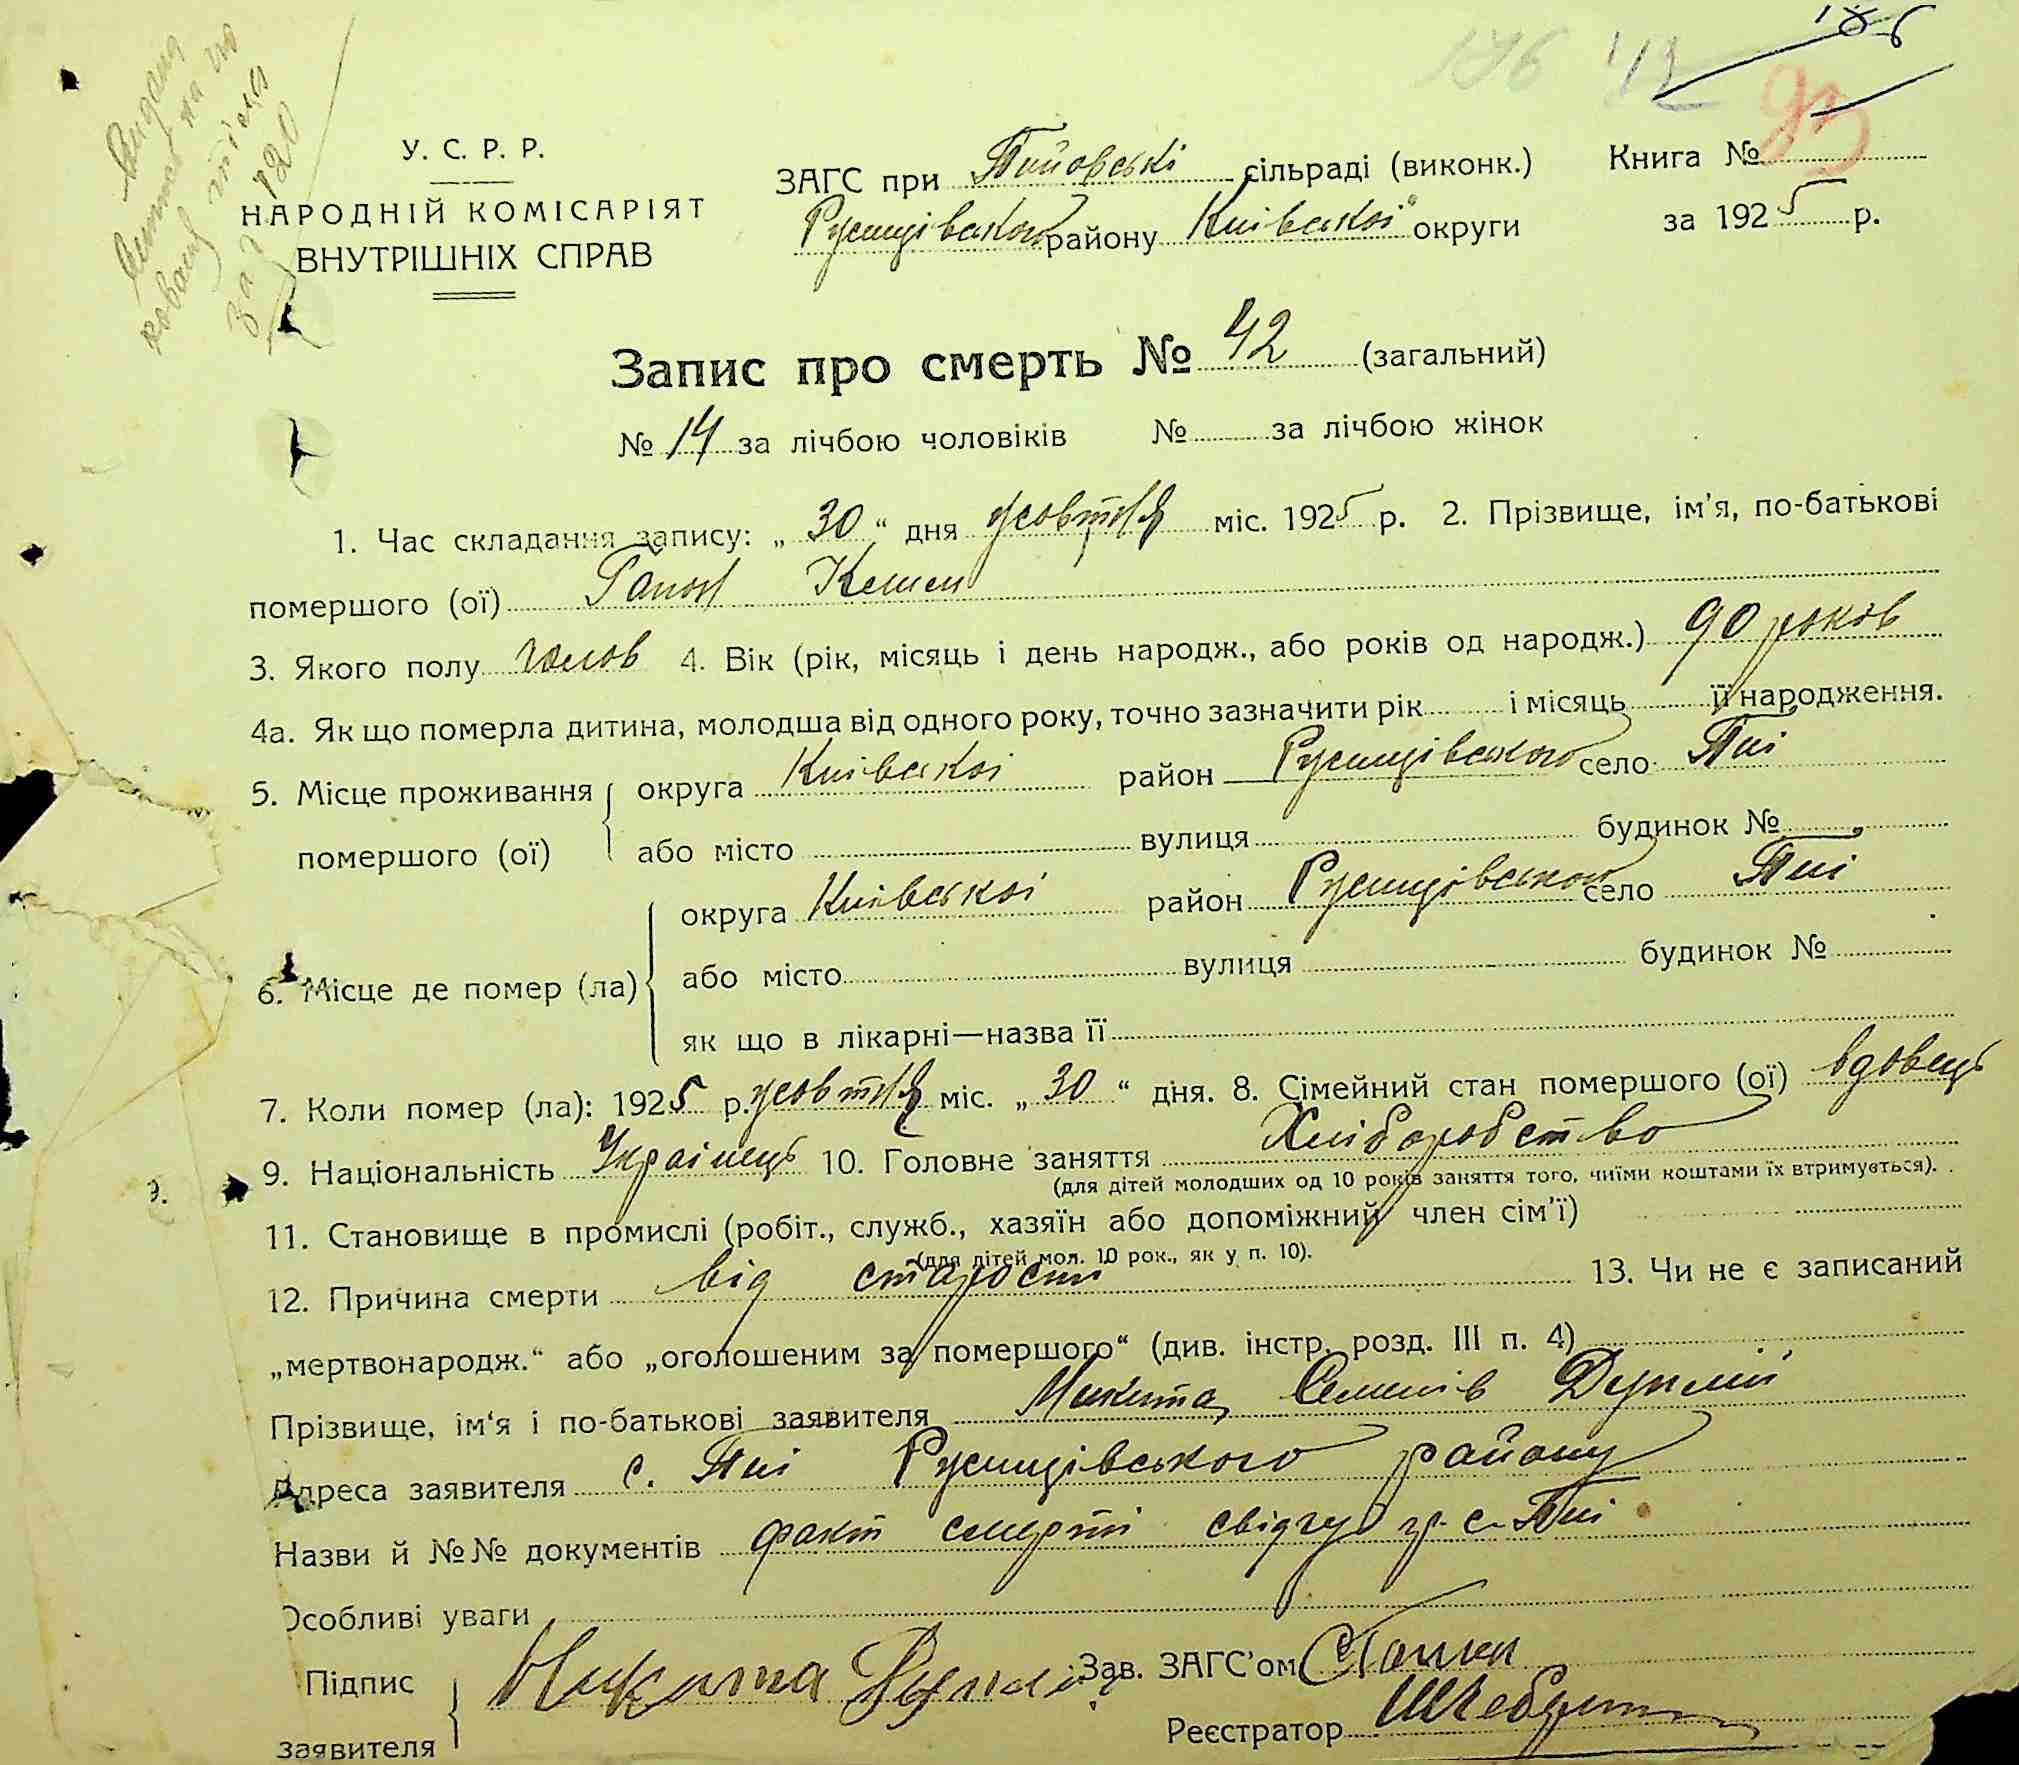 176
У. С. Р. Р.
НАРОДНІЙ КОМІСАРІЯТ
ВНУТРІШНІХ СПРАВ
ЗАГС при сільраді (виконк.) Книга № 93
району Київської округи за 1925 р.
Запис про смерть № 42 (загальний)
№ 14 за лічбою чоловіків № за лічбою жінок
1. Час складання запису: „ 30 “ дня жовтня міс. 1925 р. 2. Прізвище, ім'я, по-батькові
помершого (ої)
3. Якого полу чолов 4. Вік (рік, місяць і день народж., або років од народж.) 90 років
4а. Як що померла дитина, молодша від одного року, точно зазначити рік і місяць її народження.
5. Місце проживання округа Київської район село Пії
помершого (ої) або місто вулиця будинок №
округа Київської район село Пії
6. Місце де помер (ла) або місто вулиця будинок №
як що в лікарні—назва її
7. Коли помер (ла): 1925 р. жовтня міс. „ 30 “ дня. 8. Сімейний стан помершого (ої) вдовець
9. Національність Українець 10. Головне заняття Хліборобство
(для дітей молодших од 10 років заняття того, чиїми коштами їх втримується).
11. Становище в промислі (робіт., служб., хазяїн або допоміжний член сім'ї)
(для дітей мол. 10 рок., як у п. 10).
12. Причина смерти від старости 13. Чи не є записаний
„мертвонародж.“ або „оголошеним за помершого“ (див. інстр. розд. III п. 4)
Прізвище, ім'я і по-батькові заявителя Микита Семенів
Адреса заявителя с. Пії району
Назви й №№ документів факт смерті с. Пії
Особливі уваги
Підпис Микита Зав. ЗАГС'ом
заявителя Реєстратор